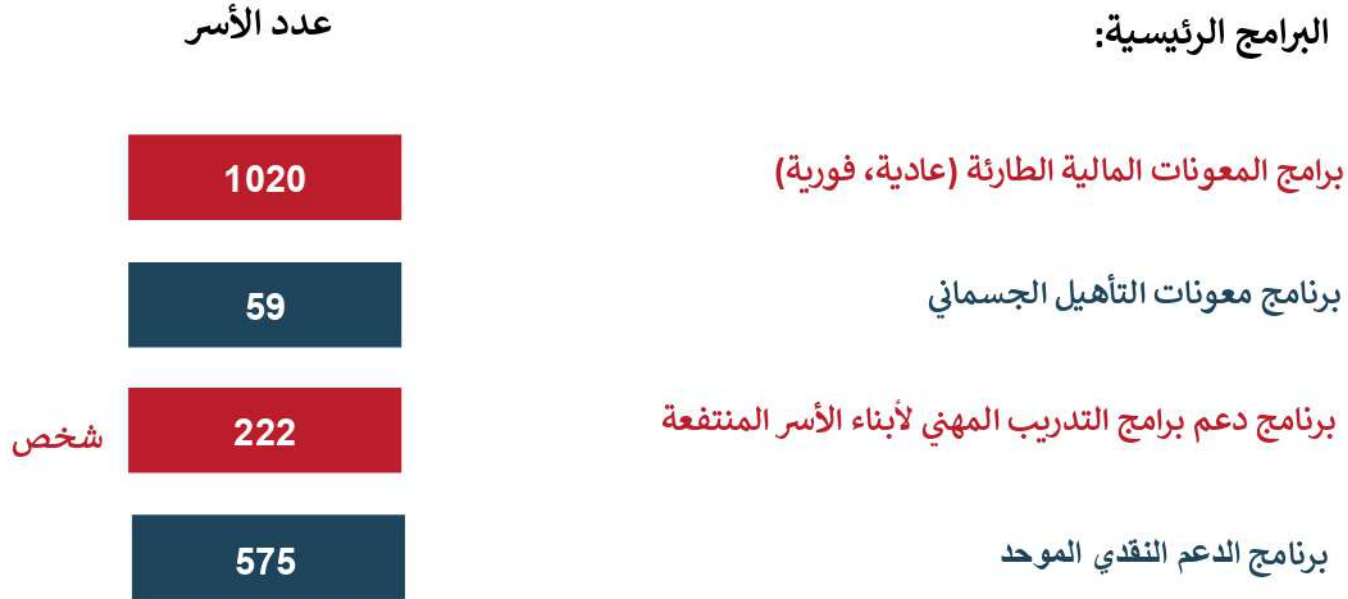 البرامج الرئيسية:
عدد الأسر
برامج المعونات المالية الطارئة (عادية، فورية)
1020
برنامج معونات التأهيل الجسماني
59
برنامج دعم برامج التدريب المهني لأبناء الأسر المنتفعة
222
شخص
برنامج الدعم النقدي الموحد
575